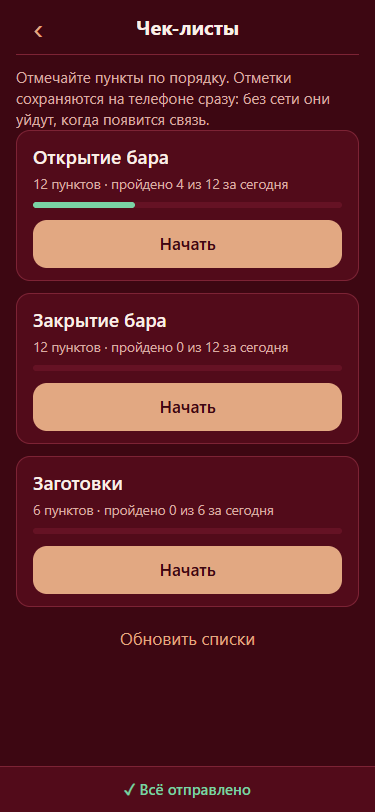 ‹
Чек-листы
Отмечайте пункты по порядку. Отметки
сохраняются на телефоне сразу: без сети они
уйдут, когда появится связь.
Открытие бара
12 пунктов · пройдено 4 из 12 за сегодня
Начать
Закрытие бара
12 пунктов · пройдено 0 из 12 за сегодня
Начать
Заготовки
6 пунктов · пройдено 0 из 6 за сегодня
Начать
Обновить списки
✓ Всё отправлено